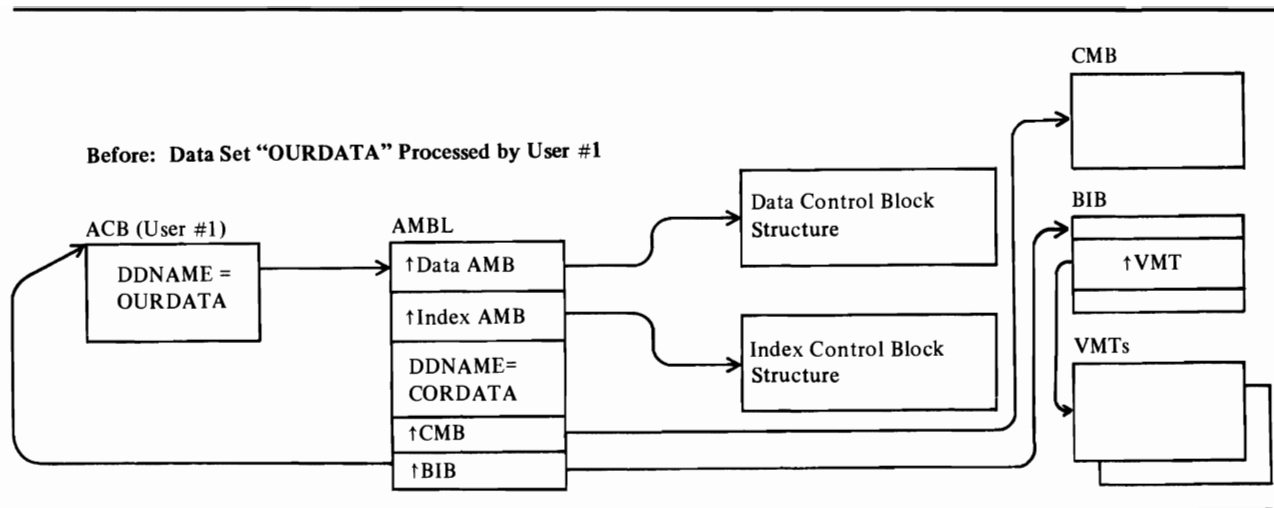 CMB
Before: Data Set “OURDATA” Processed by User #1
BIB
ACB (User #1)
AMBL
Data Control Block
Structure
DDNAME =
OURDATA
↑Data AMB
↑VMT
↑Index AMB
Index Control Block
Structure
VMTs
DDNAME=
CORDATA
↑CMB
↑BIB